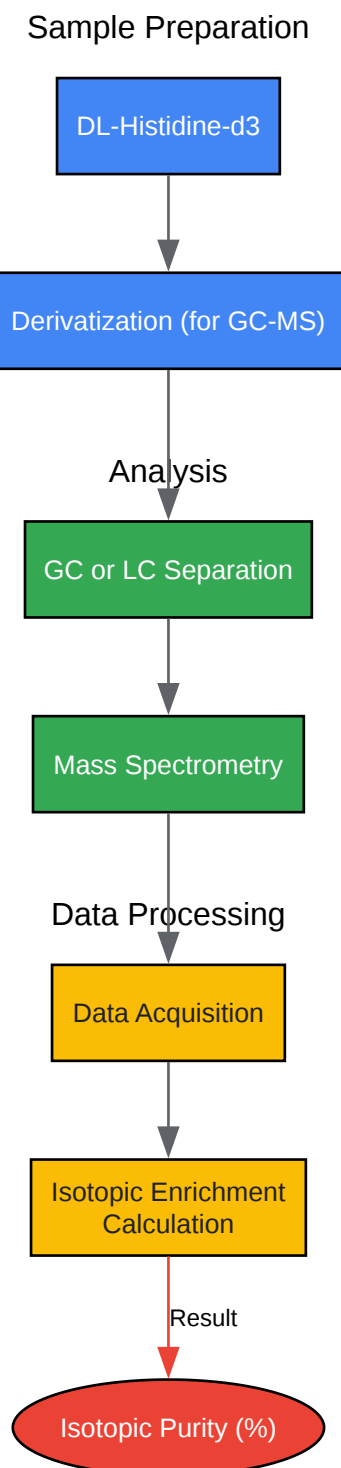 Sample Preparation
DL-Histidine-d3
Derivatization (for GC-MS)
Analysis
GC or LC Separation
Mass Spectrometry
Data Processing
Data Acquisition
Isotopic Enrichment
Calculation
Result
Isotopic Purity (%)